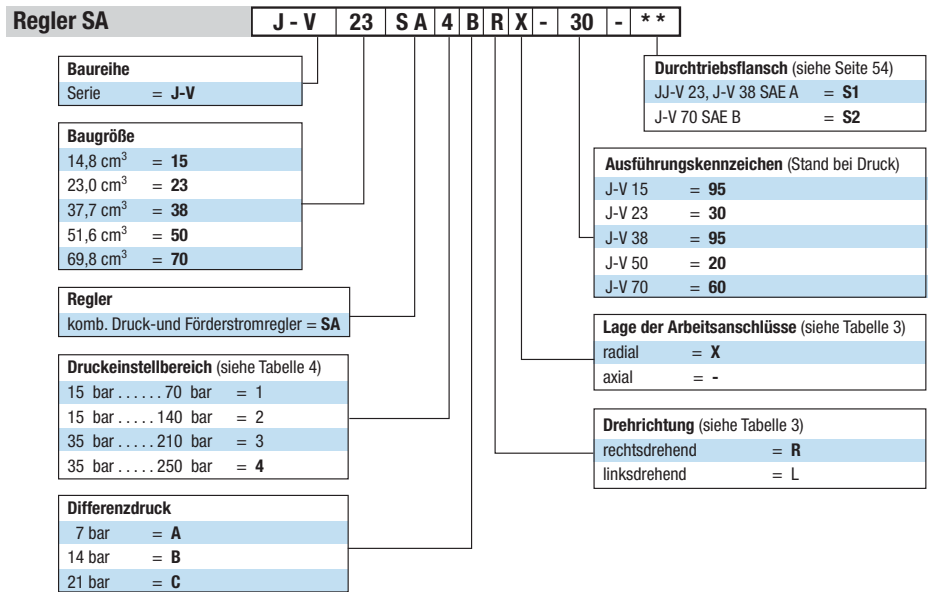 Regler SA J - V 23 S A 4 B R X - 30 - * *
Baureihe
Serie = J-V
Baugröße
14,8 cm³ = 15
23,0 cm³ = 23
37,7 cm³ = 38
51,6 cm³ = 50
69,8 cm³ = 70
Regler
komb. Druck-und Förderstromregler = SA
Druckeinstellbereich (siehe Tabelle 4)
15 bar . . . . . . 70 bar = 1
15 bar . . . . . 140 bar = 2
35 bar . . . . . 210 bar = 3
35 bar . . . . . 250 bar = 4
Differenzdruck
7 bar = A
14 bar = B
21 bar = C
Durchtriebsflansch (siehe Seite 54)
JJ-V 23, J-V 38 SAE A = S1
J-V 70 SAE B = S2
Ausführungskennzeichen (Stand bei Druck)
J-V 15 = 95
J-V 23 = 30
J-V 38 = 95
J-V 50 = 20
J-V 70 = 60
Lage der Arbeitsanschlüsse (siehe Tabelle 3)
radial = X
axial = -
Drehrichtung (siehe Tabelle 3)
rechtsdrehend = R
linksdrehend = L